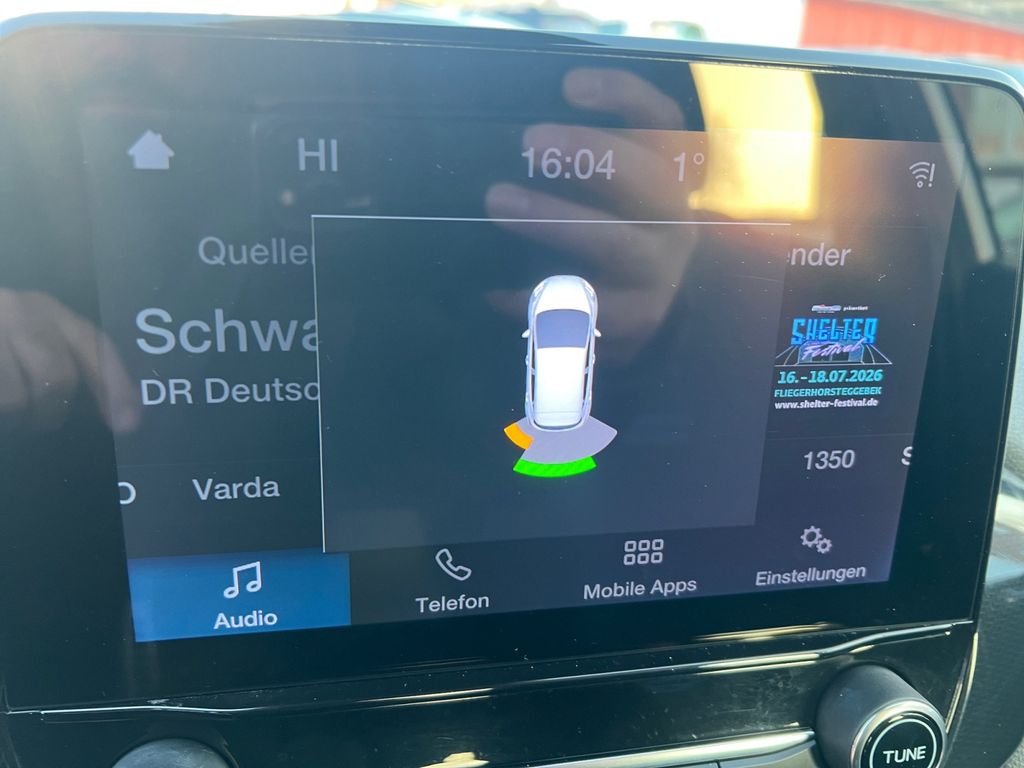 HI
16:04
1°
Quellen
ender
Schwa
DR Deutsc
SHELTER
Festival
16.-18.07.2026
FLIEGERHORSTEGGEBEK
www.shelter-festival.de
o
Varda
1350
S
Audio
Telefon
Mobile Apps
Einstellungen
TUNE